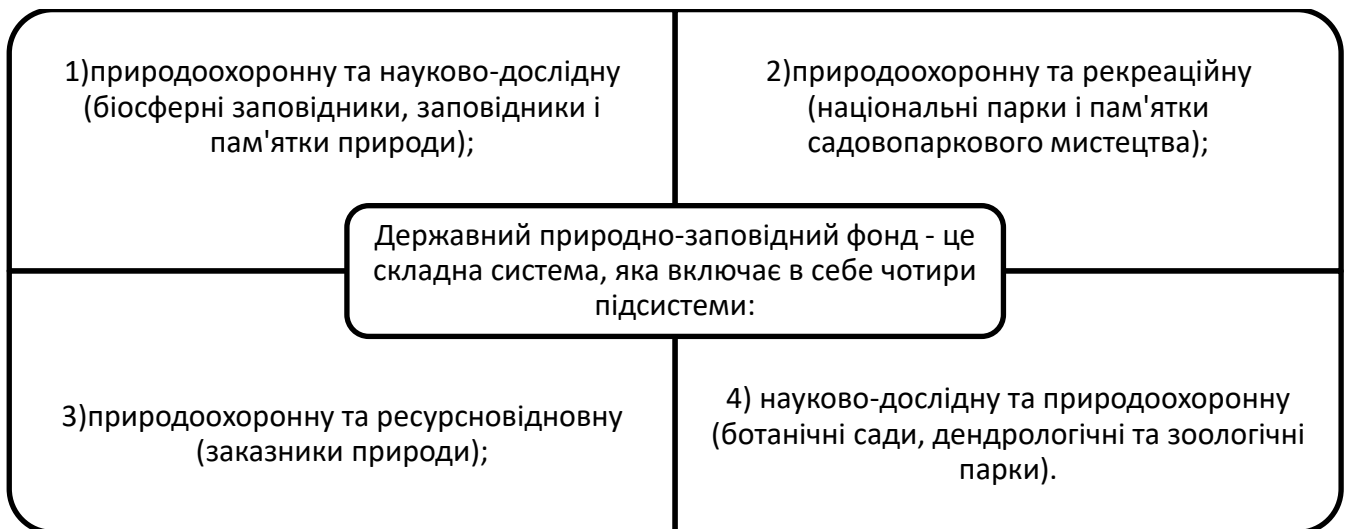 1)природоохоронну та науково-дослідну
(біосферні заповідники, заповідники і
пам'ятки природи);
2)природоохоронну та рекреаційну
(національні парки і пам'ятки
садовопаркового мистецтва);
Державний природно-заповідний фонд - це
складна система, яка включає в себе чотири
підсистеми:
3)природоохоронну та ресурсновідновну
(заказники природи);
4) науково-дослідну та природоохоронну
(ботанічні сади, дендрологічні та зоологічні
парки).